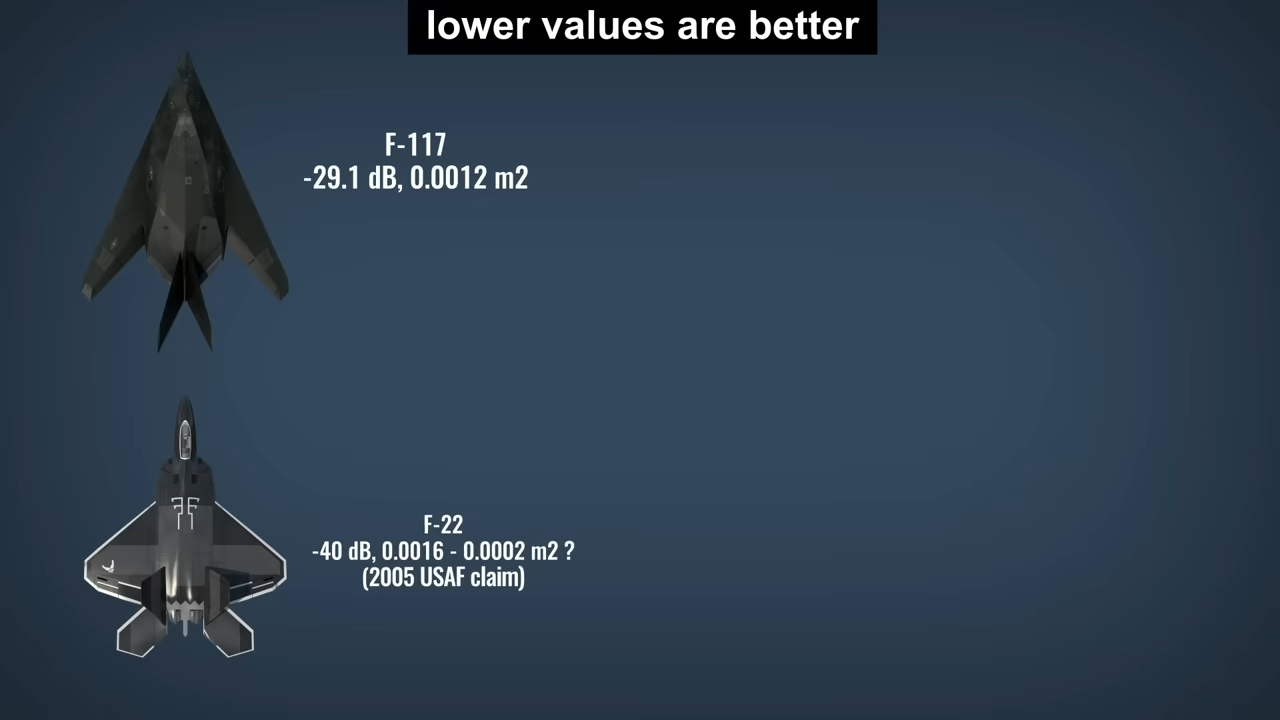 lower values are better
F-117
-29.1 dB, 0.0012 m2
F-22
-40 dB, 0.0016 - 0.0002 m2 ?
(2005 USAF claim)